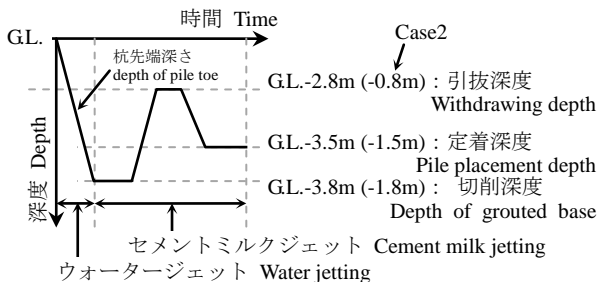 時間 Time
G.L.
Case2
杭先端深さ
depth of pile toe
G.L.-2.8m (-0.8m) : 引抜深度
Withdrawing depth
深度 Depth
G.L.-3.5m (-1.5m) : 定着深度
Pile placement depth
G.L.-3.8m (-1.8m) : 切削深度
Depth of grouted base
セメントミルクジェット Cement milk jetting
ウォータージェット Water jetting